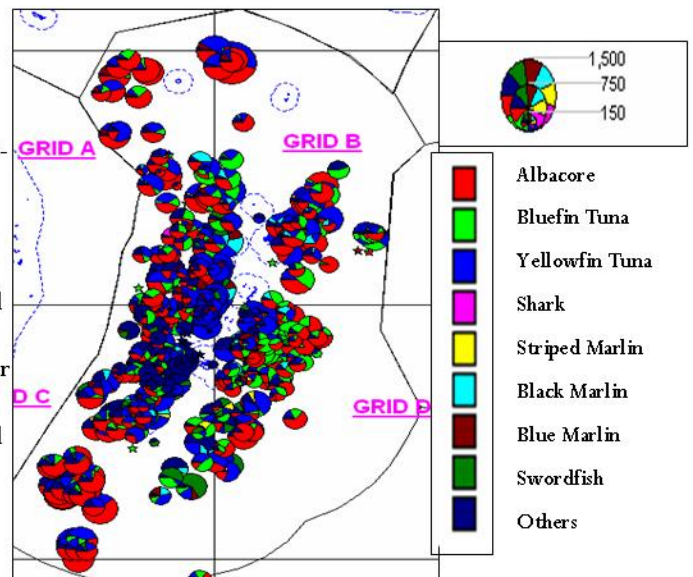 1,500
750
150
GRID A
GRID B
Albacore
Bluefin Tuna
Yellowfin Tuna
Shark
Striped Marlin
Black Marlin
Blue Marlin
Swordfish
Others
D C
GRID D